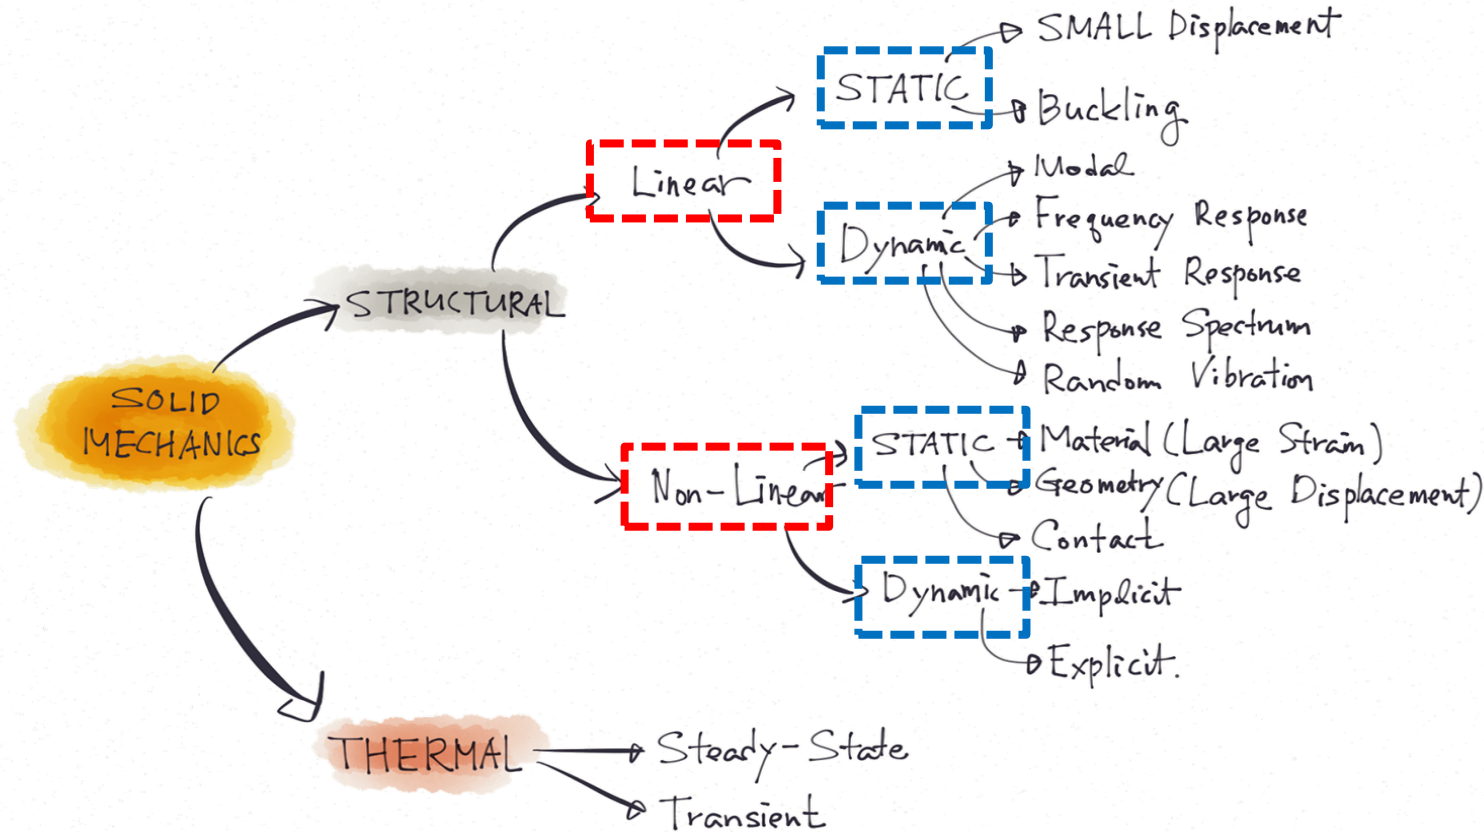 SMALL Displacement
STATIC
Buckling
Linear
Modal
Dynamic
Frequency Response
Transient Response
Response Spectrum
Random Vibration
STRUCTURAL
SOLID
MECHANICS
Non-Linear
STATIC
Material (Large Strain)
Geometry (Large Displacement)
Contact
Dynamic
Implicit
Explicit.
THERMAL
Steady-State
Transient